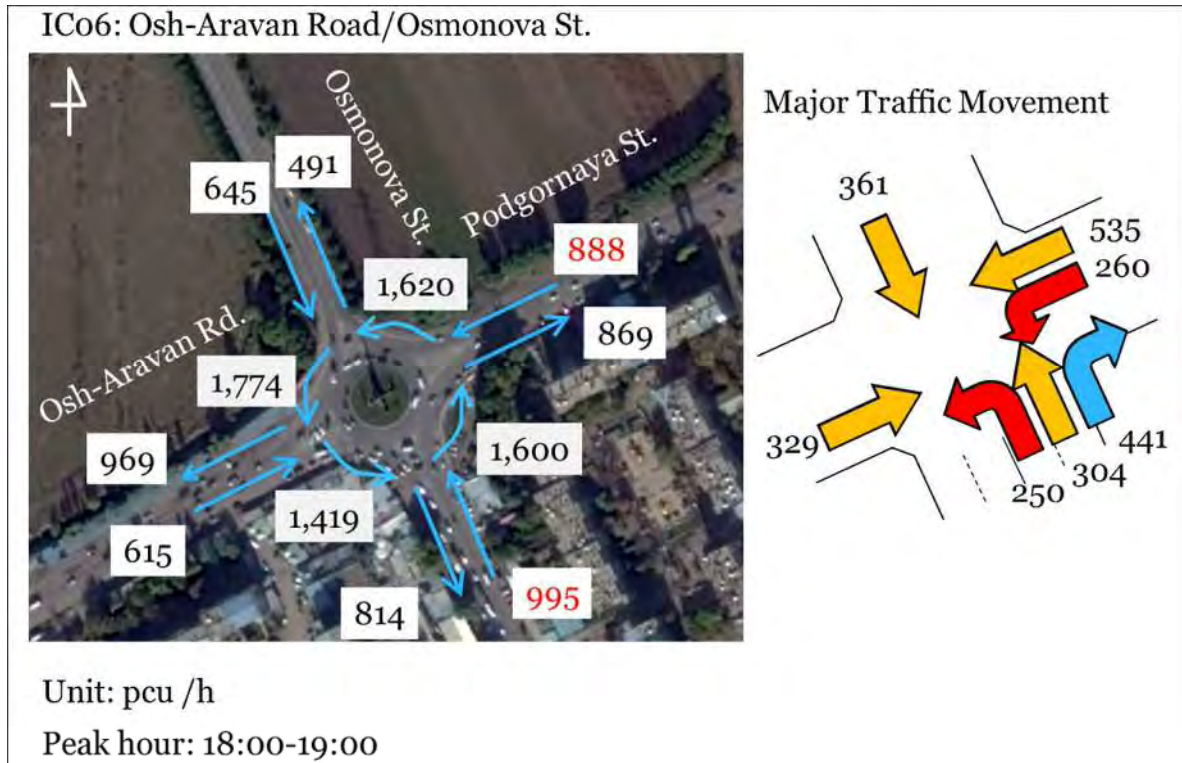 IC06: Osh-Aravan Road/Osmonova St.
Osmonova St.
Podgornaya St.
Osh-Aravan Rd.
645
491
888
1,620
869
1,774
969
1,600
1,419
615
814
995
Major Traffic Movement
361
535
260
329
441
304
250
Unit: pcu /h
Peak hour: 18:00-19:00